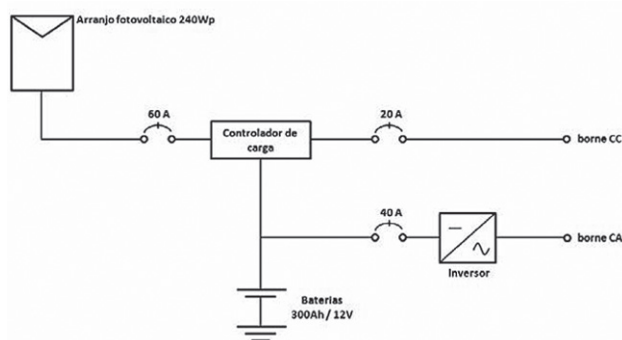 Arranjo fotovoltaico 240Wp
60 A
Controlador de
carga
20 A
borne CC
40 A
borne CA
Inversor
Baterias
300Ah / 12V